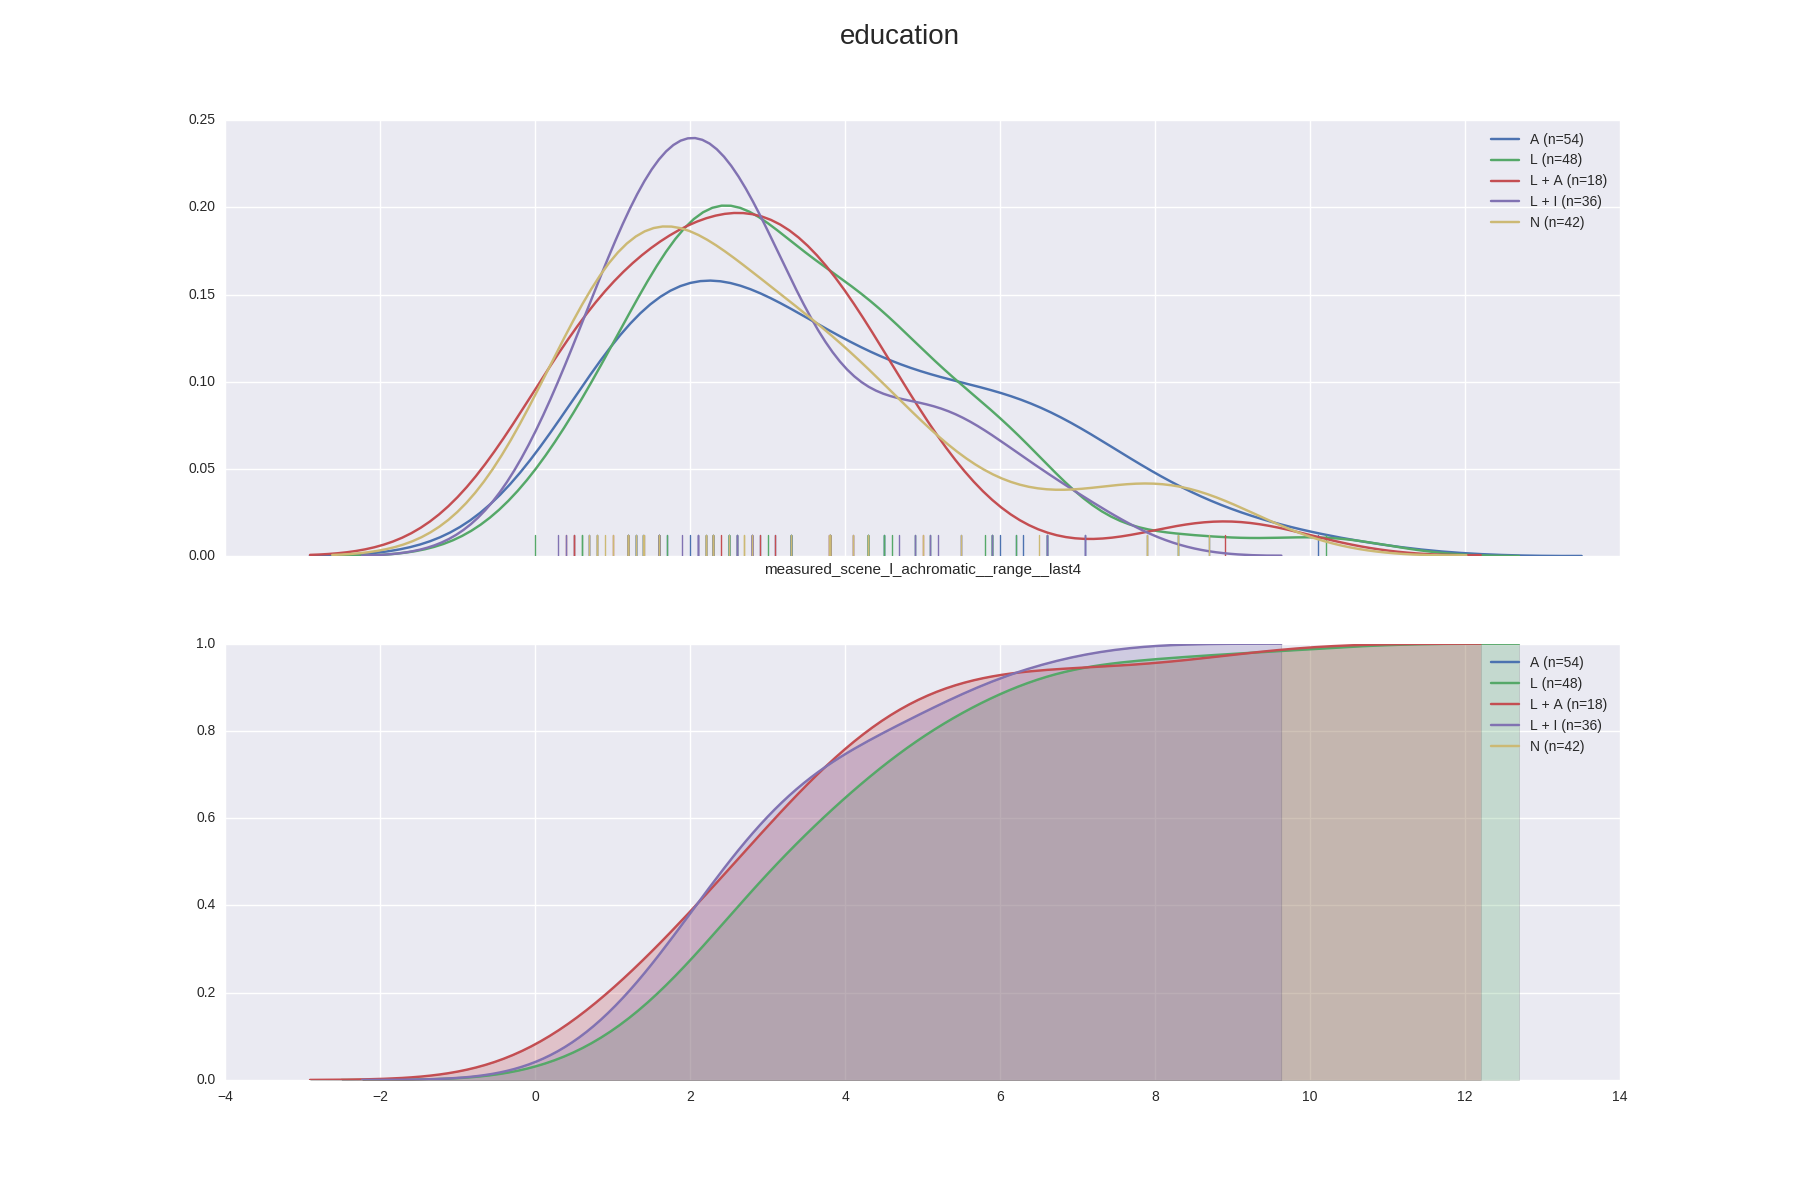 education
0.25
0.20
0.15
0.10
0.05
0.00
A (n=54)
L (n=48)
L + A (n=18)
L + I (n=36)
N (n=42)
measured_scene_l_achromatic__range__last4
1.0
0.8
0.6
0.4
0.2
0.0
A (n=54)
L (n=48)
L + A (n=18)
L + I (n=36)
N (n=42)
−4 −2 0 2 4 6 8 10 12 14